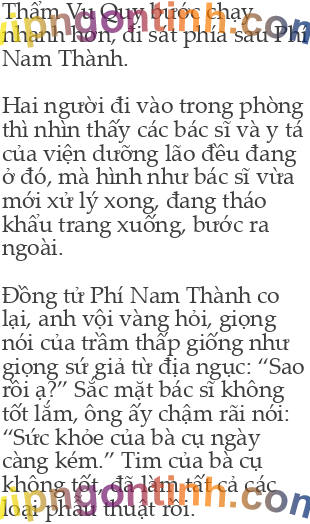 Thẩm Vu Quy bước chạy
nhanh hơn, đi sát phía sau Phí
Nam Thành.
Hai người đi vào trong phòng
thì nhìn thấy các bác sĩ và y tá
của viện dưỡng lão đều đang
ở đó, mà hình như bác sĩ vừa
mới xử lý xong, đang tháo
khẩu trang xuống, bước ra
ngoài.
Đồng tử Phí Nam Thành co
lại, anh vội vàng hỏi, giọng
nói của trầm thấp giống như
giọng sứ giả từ địa ngục: “Sao
rồi ạ?” Sắc mặt bác sĩ không
tốt lắm, ông ấy chậm rãi nói:
“Sức khỏe của bà cụ ngày
càng kém.” Tim của bà cụ
không tốt, đã làm tất cả các
loại phẫu thuật rồi.